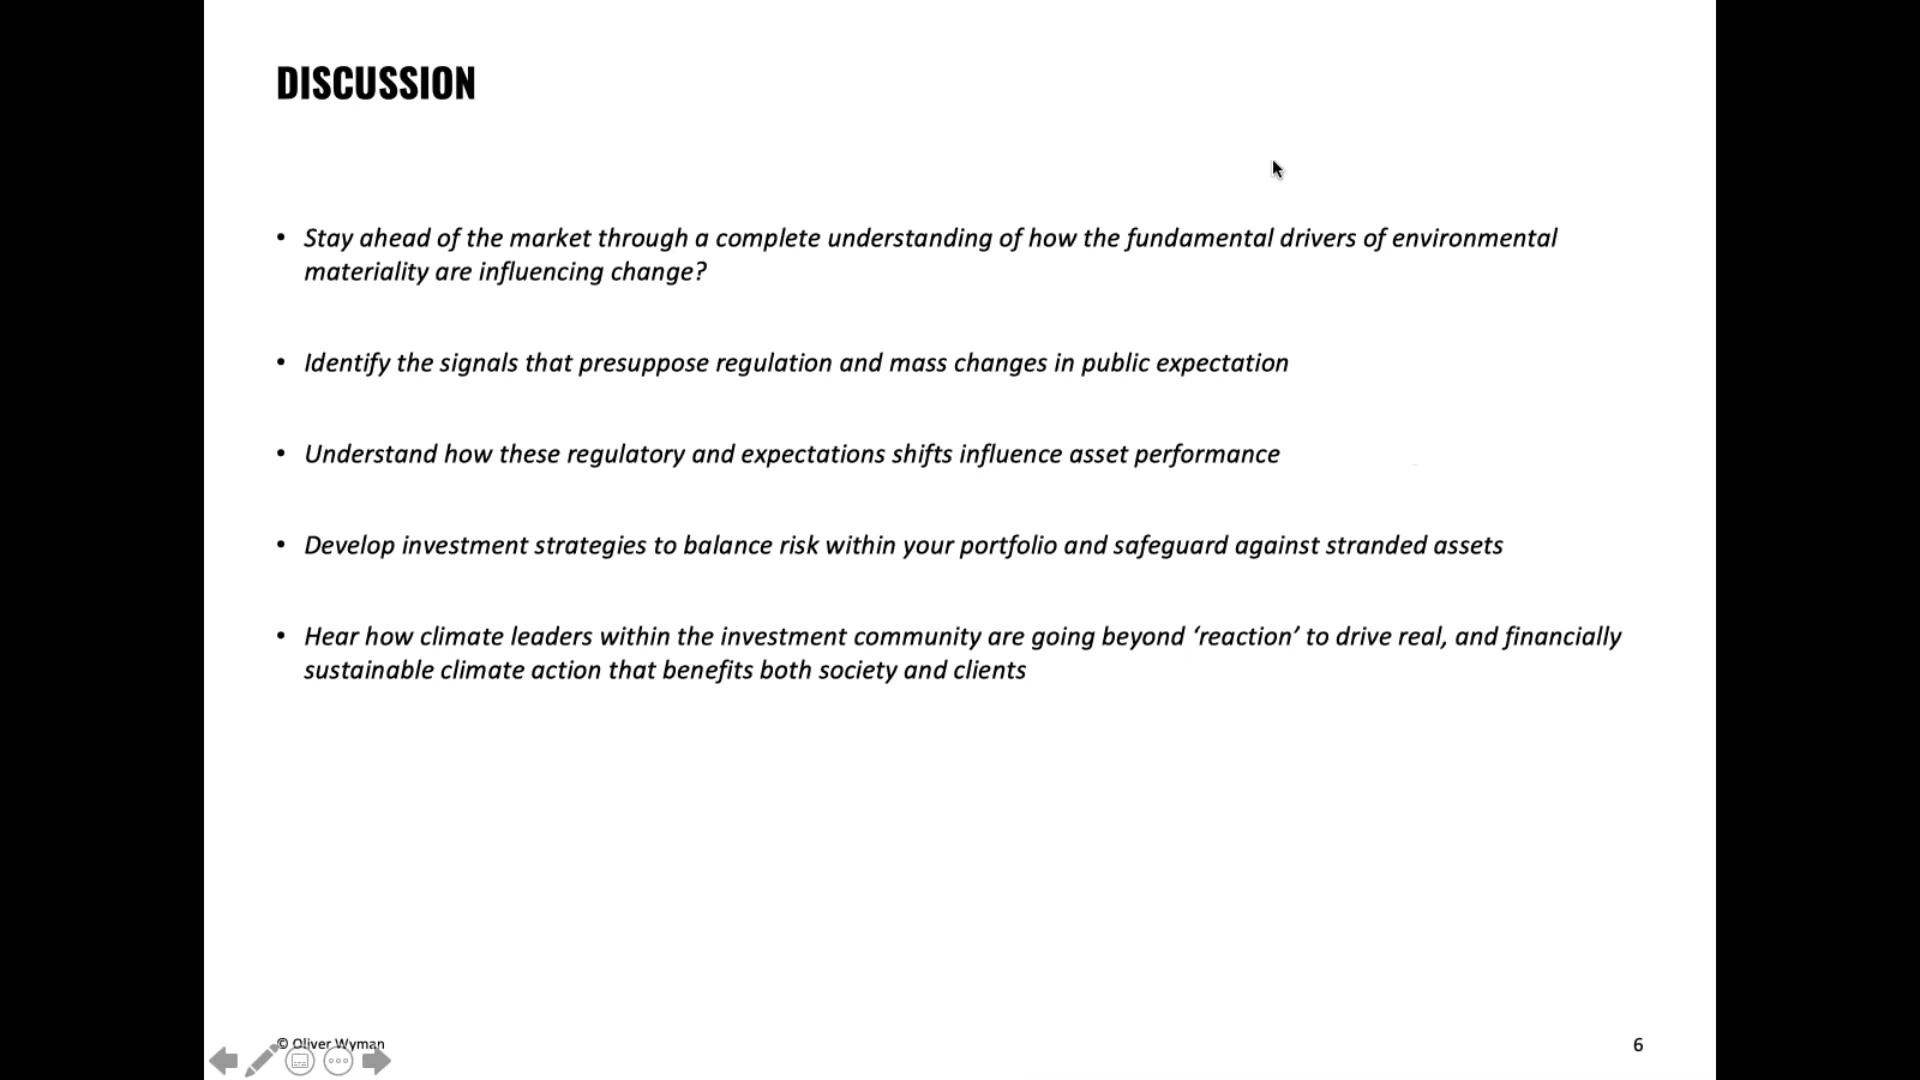 DISCUSSION
• Stay ahead of the market through a complete understanding of how the fundamental drivers of environmental
materiality are influencing change?
• Identify the signals that presuppose regulation and mass changes in public expectation
• Understand how these regulatory and expectations shifts influence asset performance
• Develop investment strategies to balance risk within your portfolio and safeguard against stranded assets
• Hear how climate leaders within the investment community are going beyond ‘reaction’ to drive real, and financially
sustainable climate action that benefits both society and clients
© Oliver Wyman
6